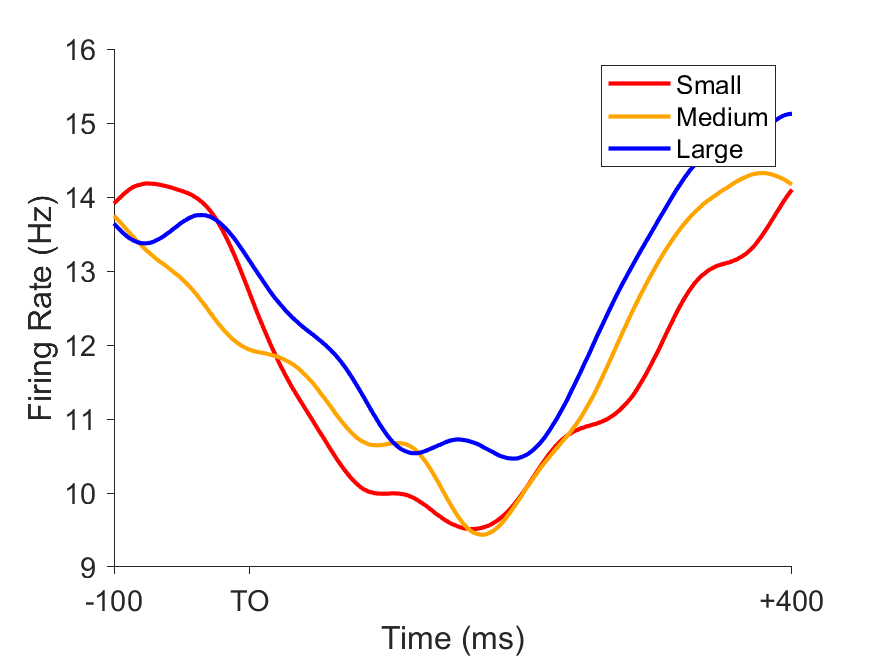 16
15
14
13
12
11
10
9
Firing Rate (Hz)
Small
Medium
Large
-100
TO
+400
Time (ms)